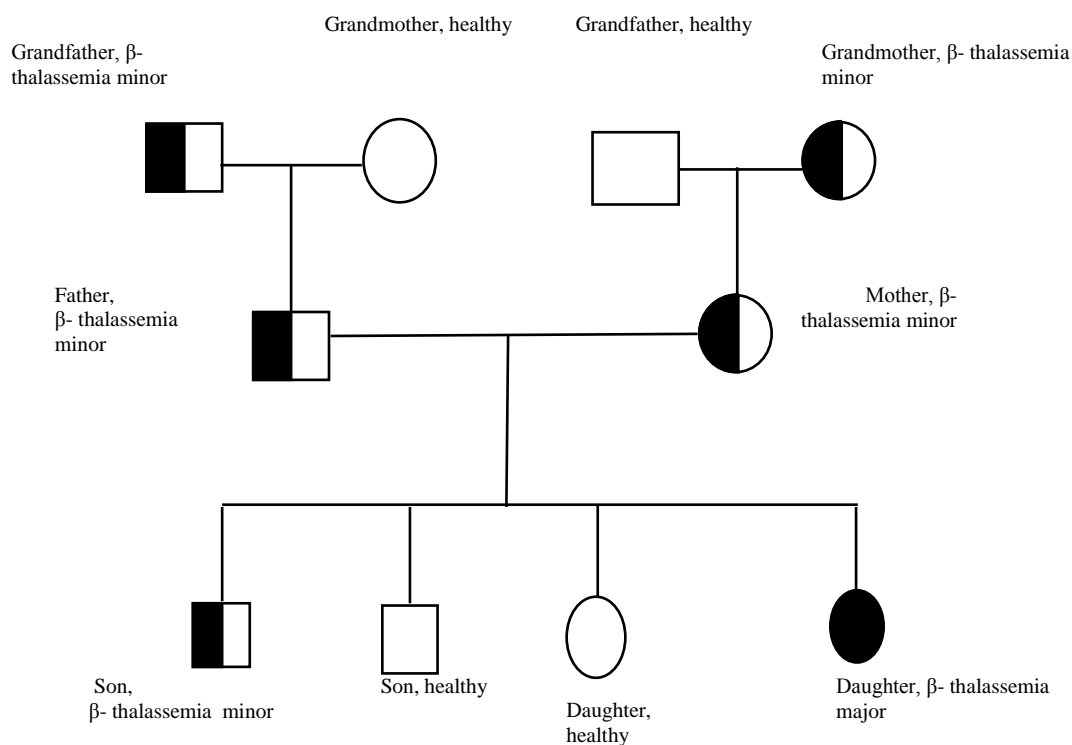 Grandmother, healthy
Grandfather, healthy
Grandfather, β-
thalassemia minor
Grandmother, β- thalassemia
minor
Father,
β- thalassemia
minor
Mother, β-
thalassemia minor
Son,
β- thalassemia minor
Son, healthy
Daughter,
healthy
Daughter, β- thalassemia
major